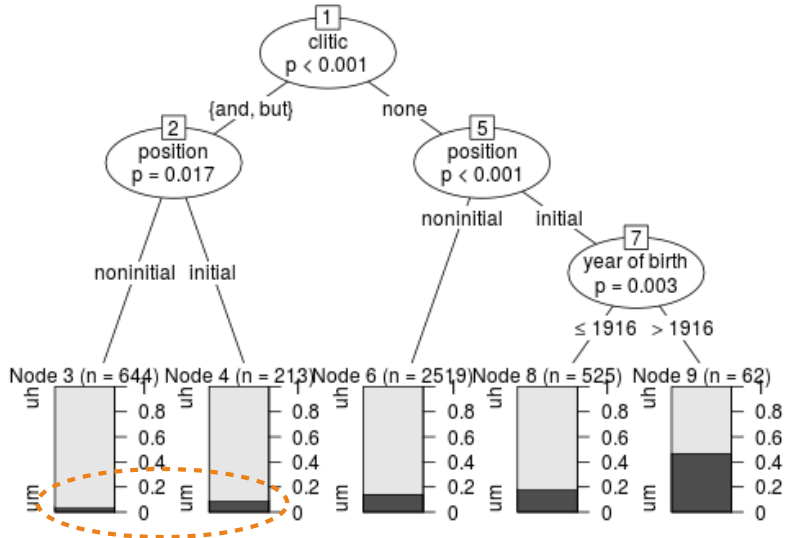 1
clitic
p < 0.001
{and, but}
none
2
position
p = 0.017
5
position
p < 0.001
noninitial
initial
7
year of birth
p = 0.003
noninitial
initial
≤ 1916
> 1916
Node 3 (n = 644)
Node 4 (n = 213)
Node 6 (n = 2519)
Node 8 (n = 525)
Node 9 (n = 62)
uh
um
1
0.8
0.6
0.4
0.2
0
uh
um
1
0.8
0.6
0.4
0.2
0
uh
um
1
0.8
0.6
0.4
0.2
0
uh
um
1
0.8
0.6
0.4
0.2
0
uh
um
1
0.8
0.6
0.4
0.2
0